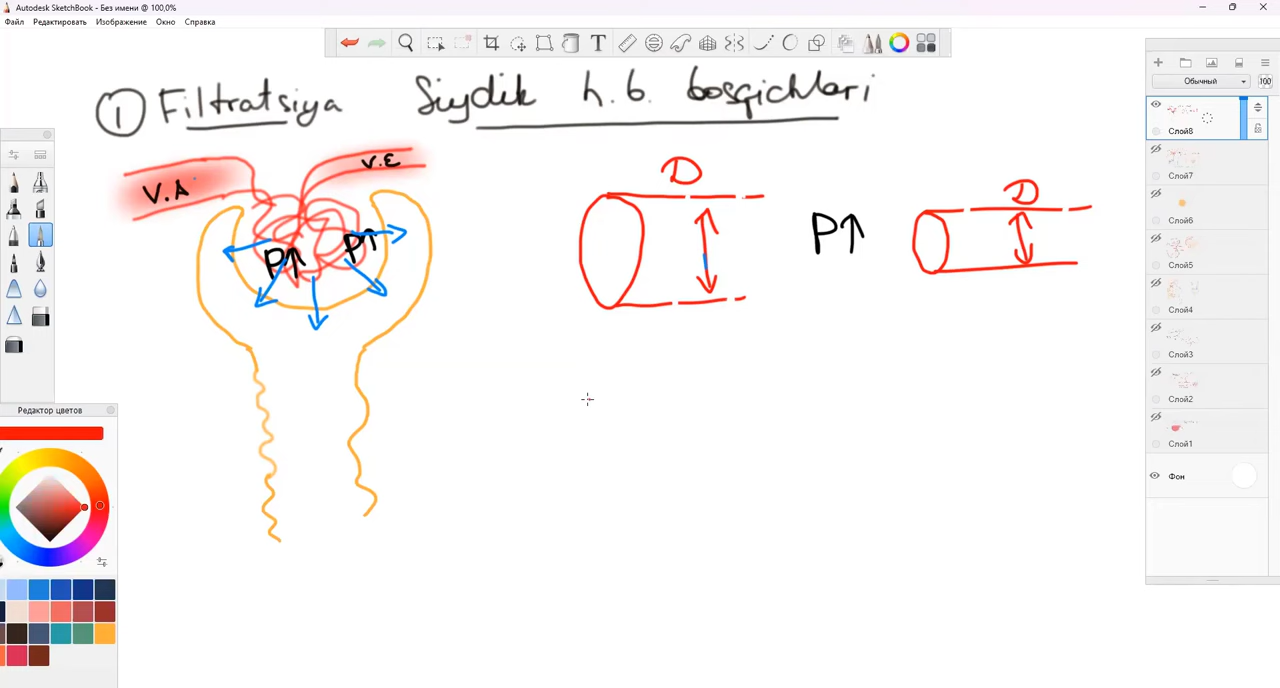 Autodesk SketchBook - Без имени @ 100,0%
Файл Редактировать Изображение Окно Справка
① Filtratsiya Siydik h.b. bosqichlari
Обычный
100
V.A
V.E
D
D
P↑
P↑
P↑
Слой8
Слой7
Слой6
Слой5
Слой4
Слой3
Слой2
Слой1
Фон
Редактор цветов